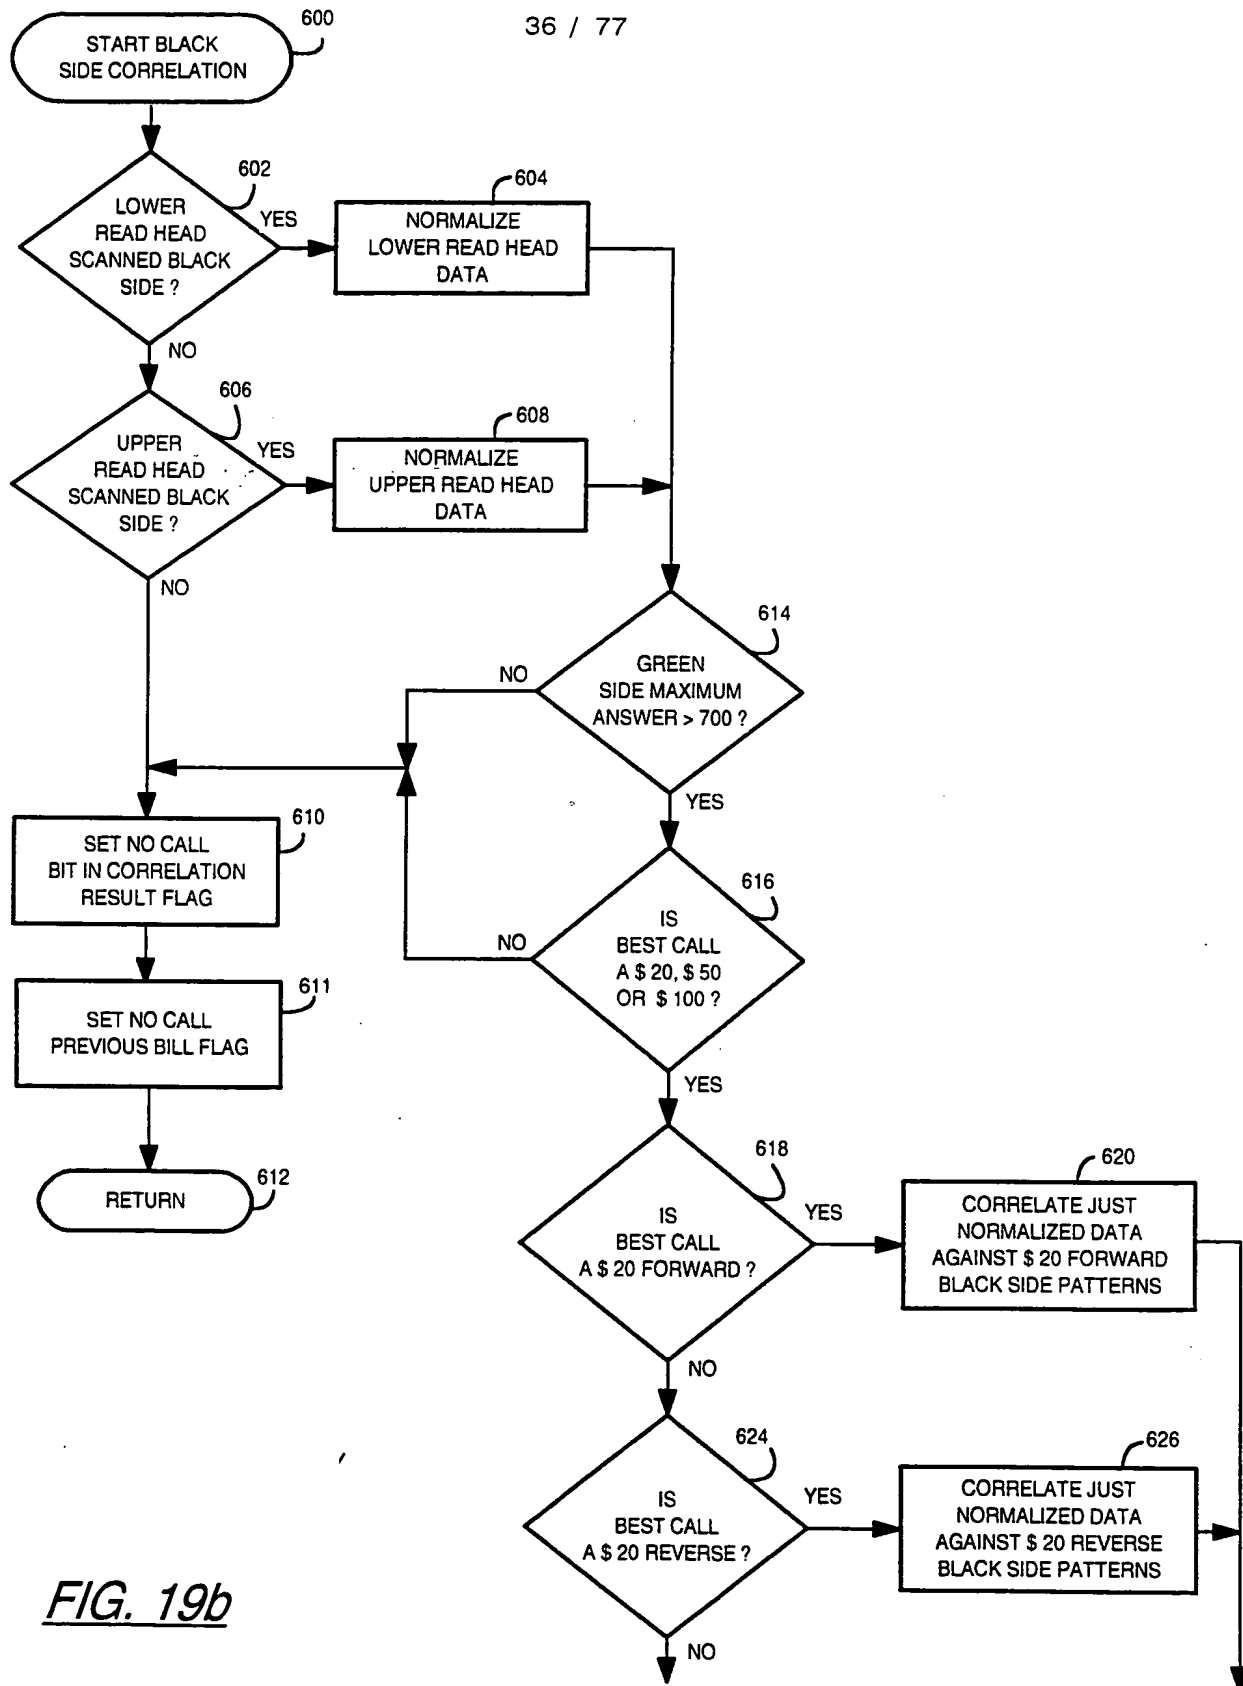 600
36 / 77
START BLACK
SIDE CORRELATION
602
LOWER
READ HEAD
SCANNED BLACK
SIDE ?
YES
604
NORMALIZE
LOWER READ HEAD
DATA
NO
606
UPPER
READ HEAD
SCANNED BLACK
SIDE ?
YES
608
NORMALIZE
UPPER READ HEAD
DATA
NO
614
GREEN
SIDE MAXIMUM
ANSWER > 700 ?
NO
YES
610
SET NO CALL
BIT IN CORRELATION
RESULT FLAG
616
IS
BEST CALL
A $ 20, $ 50
OR $ 100 ?
NO
YES
611
SET NO CALL
PREVIOUS BILL FLAG
612
RETURN
618
IS
BEST CALL
A $ 20 FORWARD ?
YES
620
CORRELATE JUST
NORMALIZED DATA
AGAINST $ 20 FORWARD
BLACK SIDE PATTERNS
NO
624
IS
BEST CALL
A $ 20 REVERSE ?
YES
626
CORRELATE JUST
NORMALIZED DATA
AGAINST $ 20 REVERSE
BLACK SIDE PATTERNS
NO
FIG. 19b